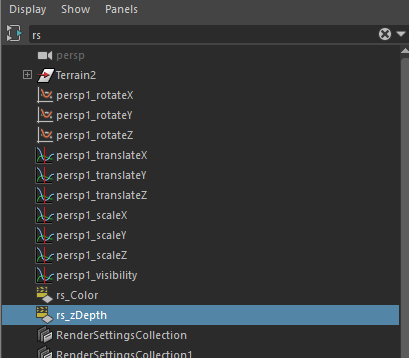 Display Show Panels
rs
persp
Terrain2
persp1_rotateX
persp1_rotateY
persp1_rotateZ
persp1_translateX
persp1_translateY
persp1_translateZ
persp1_scaleX
persp1_scaleY
persp1_scaleZ
persp1_visibility
rs_Color
rs_zDepth
RenderSettingsCollection
RenderSettingsCollection1